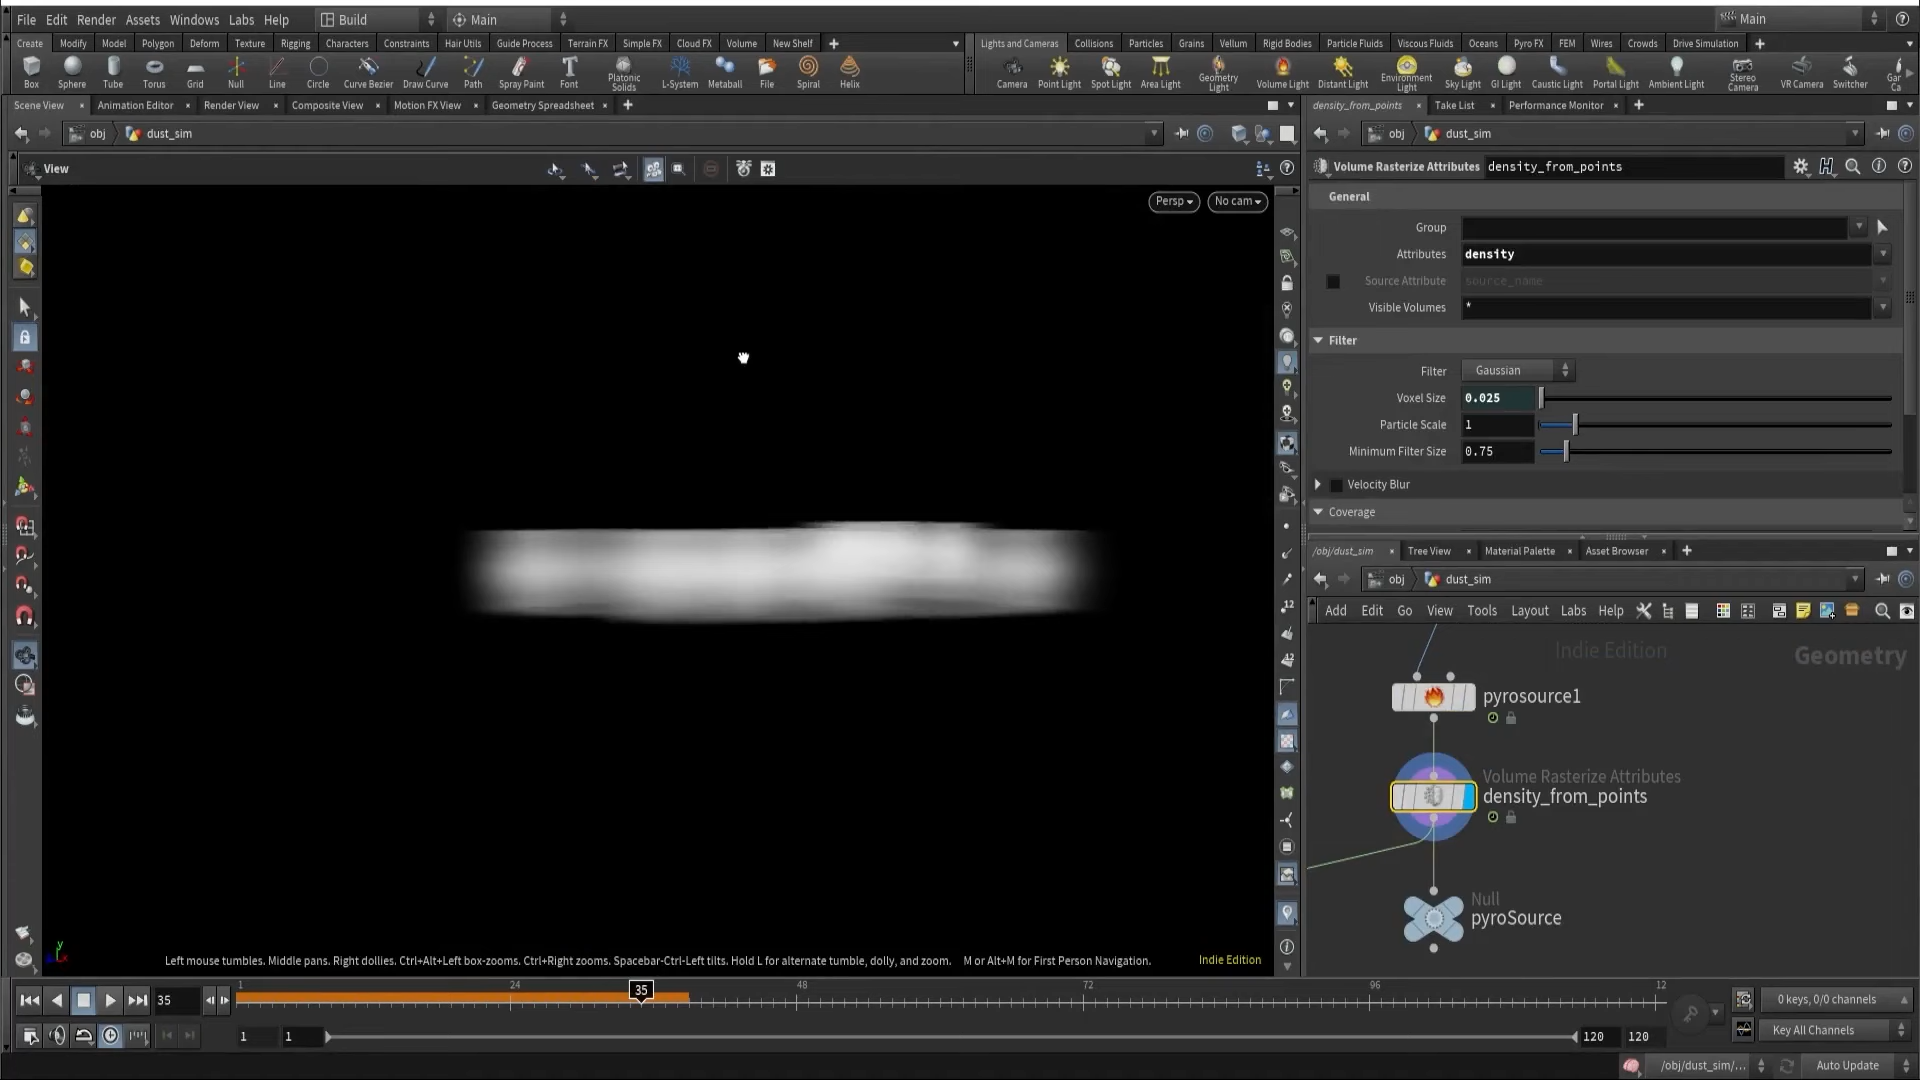 File Edit Render Assets Windows Labs Help Build Main Main
Create Modify Model Polygon Deform Texture Rigging Characters Constraints Hair Utils Guide Process Terrain FX Simple FX Cloud FX Volume New Shelf
Lights and Cameras Collisions Particles Grains Vellum Rigid Bodies Particle Fluids Viscous Fluids Oceans Pyro FX FEM Wires Crowds Drive Simulation
Box Sphere Tube Torus Grid Null Line Circle Curve Bezier Draw Curve Path Spray Paint Font Platonic Solids L-System Metaball File Spiral Helix
Camera Point Light Spot Light Area Light Geometry Light Volume Light Distant Light Environment Light Sky Light GI Light Caustic Light Portal Light Ambient Light Stereo Camera VR Camera Switcher Gar Ca
Scene View Animation Editor Render View Composite View Motion FX View Geometry Spreadsheet
density_from_points Take List Performance Monitor
obj dust_sim
obj dust_sim
View
Volume Rasterize Attributes density_from_points
Persp No cam
General
Group
Attributes density
Source Attribute source_name
Visible Volumes *
Filter
Filter Gaussian
Voxel Size 0.025
Particle Scale 1
Minimum Filter Size 0.75
Velocity Blur
Coverage
/obj/dust_sim Tree View Material Palette Asset Browser
obj dust_sim
Add Edit Go View Tools Layout Labs Help
Indie Edition
Geometry
pyrosource1
Volume Rasterize Attributes
density_from_points
Null
pyroSource
12
12
y
Left mouse tumbles. Middle pans. Right dollies. Ctrl+Alt+Left box-zooms. Ctrl+Right zooms. Spacebar-Ctrl-Left tilts. Hold L for alternate tumble, dolly, and zoom. M or Alt+M for First Person Navigation.
Indie Edition
35 1 24 35 48 72 96 12
0 keys, 0/0 channels
1 1 120 120
Key All Channels
/obj/dust_sim/... Auto Update